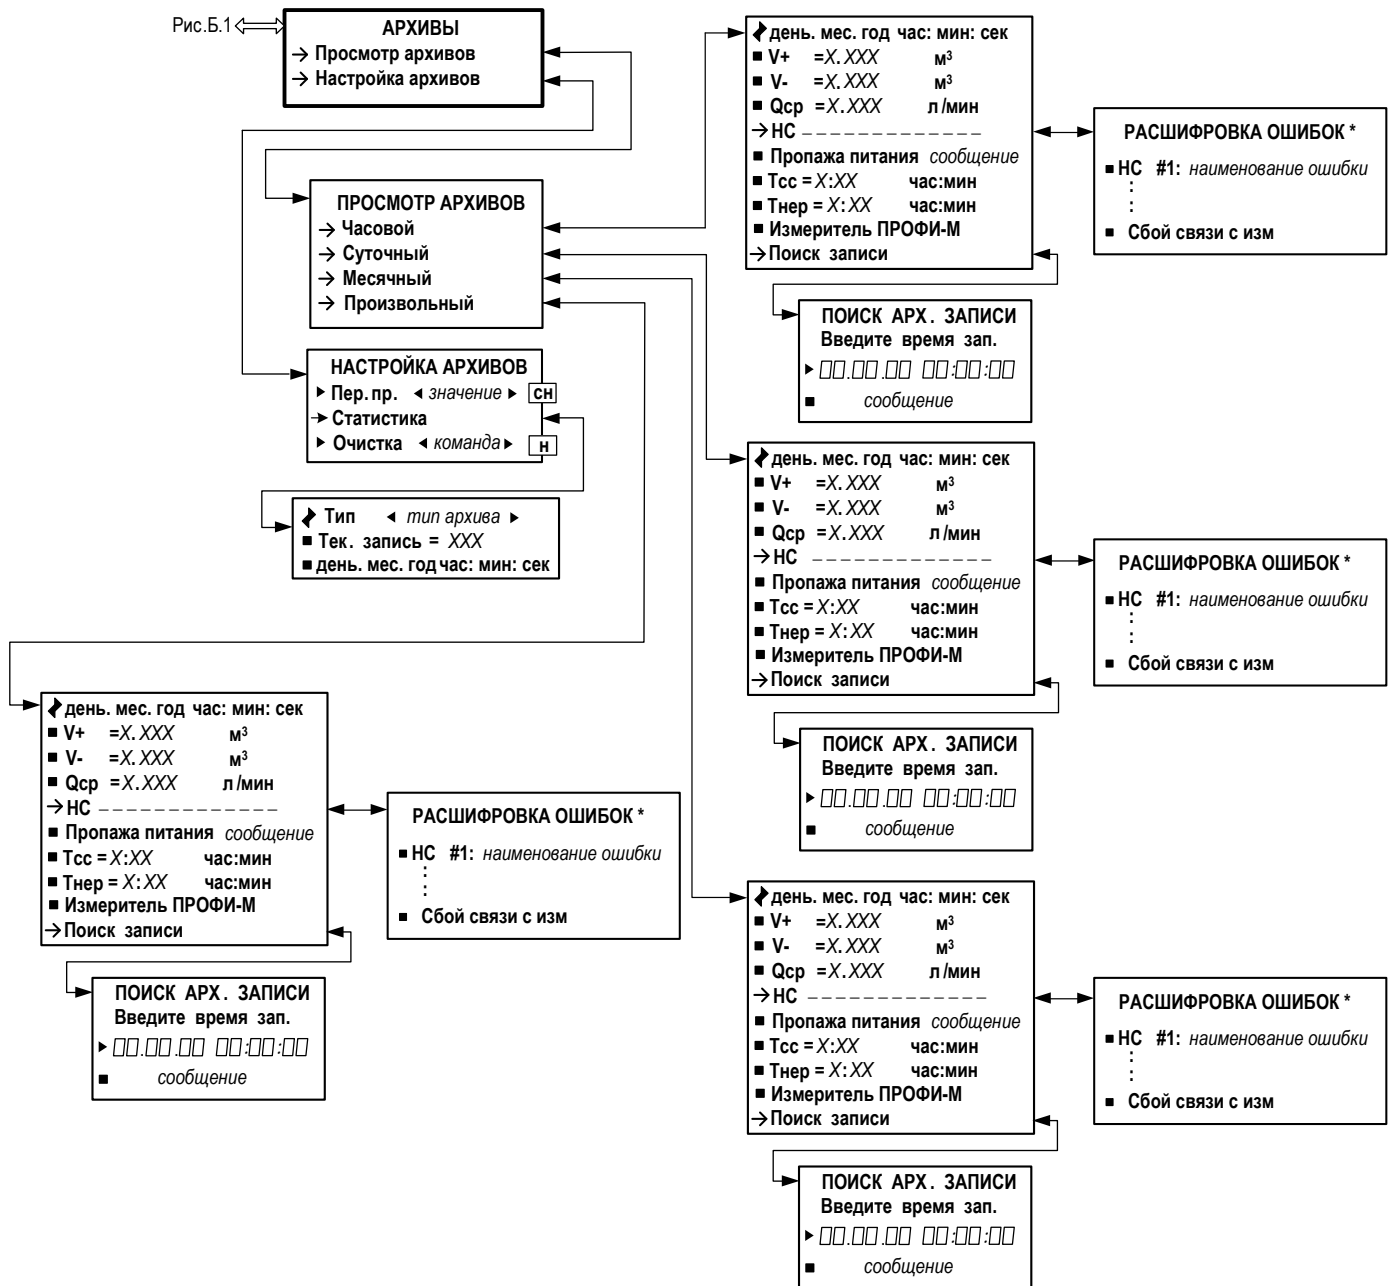 Рис.Б.1
АРХИВЫ
Просмотр архивов
Настройка архивов
ПРОСМОТР АРХИВОВ
Часовой
Суточный
Месячный
Произвольный
НАСТРОЙКА АРХИВОВ
Пер. пр. значение СН
Статистика
Очистка команда Н
Тип тип архива
Тек. запись = XXX
день. мес. год час: мин: сек
день. мес. год час: мин: сек
V+ =X.XXX м³
V- =X.XXX м³
Qср =X.XXX л/мин
НС _ _ _ _ _ _ _ _ _ _ _ _ _
Пропажа питания сообщение
Тсс = X:XX час:мин
Тнер = X:XX час:мин
Измеритель ПРОФИ-М
Поиск записи
РАСШИФРОВКА ОШИБОК *
НС #1: наименование ошибки
Сбой связи с изм
ПОИСК АРХ. ЗАПИСИ
Введите время зап.
00.00.00 00:00:00
сообщение
день. мес. год час: мин: сек
V+ =X.XXX м³
V- =X.XXX м³
Qср =X.XXX л/мин
НС _ _ _ _ _ _ _ _ _ _ _ _ _
Пропажа питания сообщение
Тсс = X:XX час:мин
Тнер = X:XX час:мин
Измеритель ПРОФИ-М
Поиск записи
РАСШИФРОВКА ОШИБОК *
НС #1: наименование ошибки
Сбой связи с изм
ПОИСК АРХ. ЗАПИСИ
Введите время зап.
00.00.00 00:00:00
сообщение
день. мес. год час: мин: сек
V+ =X.XXX м³
V- =X.XXX м³
Qср =X.XXX л/мин
НС _ _ _ _ _ _ _ _ _ _ _ _ _
Пропажа питания сообщение
Тсс = X:XX час:мин
Тнер = X:XX час:мин
Измеритель ПРОФИ-М
Поиск записи
РАСШИФРОВКА ОШИБОК *
НС #1: наименование ошибки
Сбой связи с изм
ПОИСК АРХ. ЗАПИСИ
Введите время зап.
00.00.00 00:00:00
сообщение
день. мес. год час: мин: сек
V+ =X.XXX м³
V- =X.XXX м³
Qср =X.XXX л/мин
НС _ _ _ _ _ _ _ _ _ _ _ _ _
Пропажа питания сообщение
Тсс = X:XX час:мин
Тнер = X:XX час:мин
Измеритель ПРОФИ-М
Поиск записи
РАСШИФРОВКА ОШИБОК *
НС #1: наименование ошибки
Сбой связи с изм
ПОИСК АРХ. ЗАПИСИ
Введите время зап.
00.00.00 00:00:00
сообщение